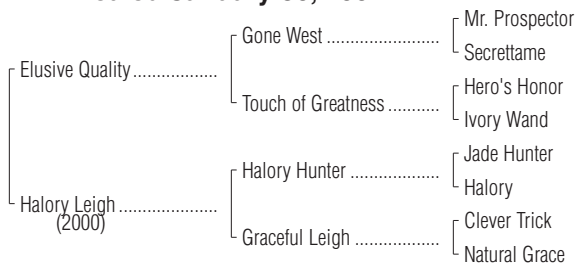 Mr. Prospector
Gone West
Secrettame
Elusive Quality
Hero's Honor
Touch of Greatness
Ivory Wand
Jade Hunter
Halory Hunter
Halory
Halory Leigh
(2000)
Clever Trick
Graceful Leigh
Natural Grace